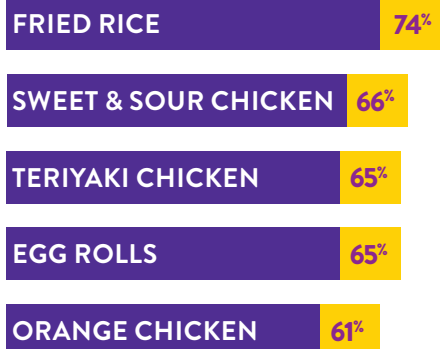 FRIED RICE 74%
SWEET & SOUR CHICKEN 66%
TERIYAKI CHICKEN 65%
EGG ROLLS 65%
ORANGE CHICKEN 61%